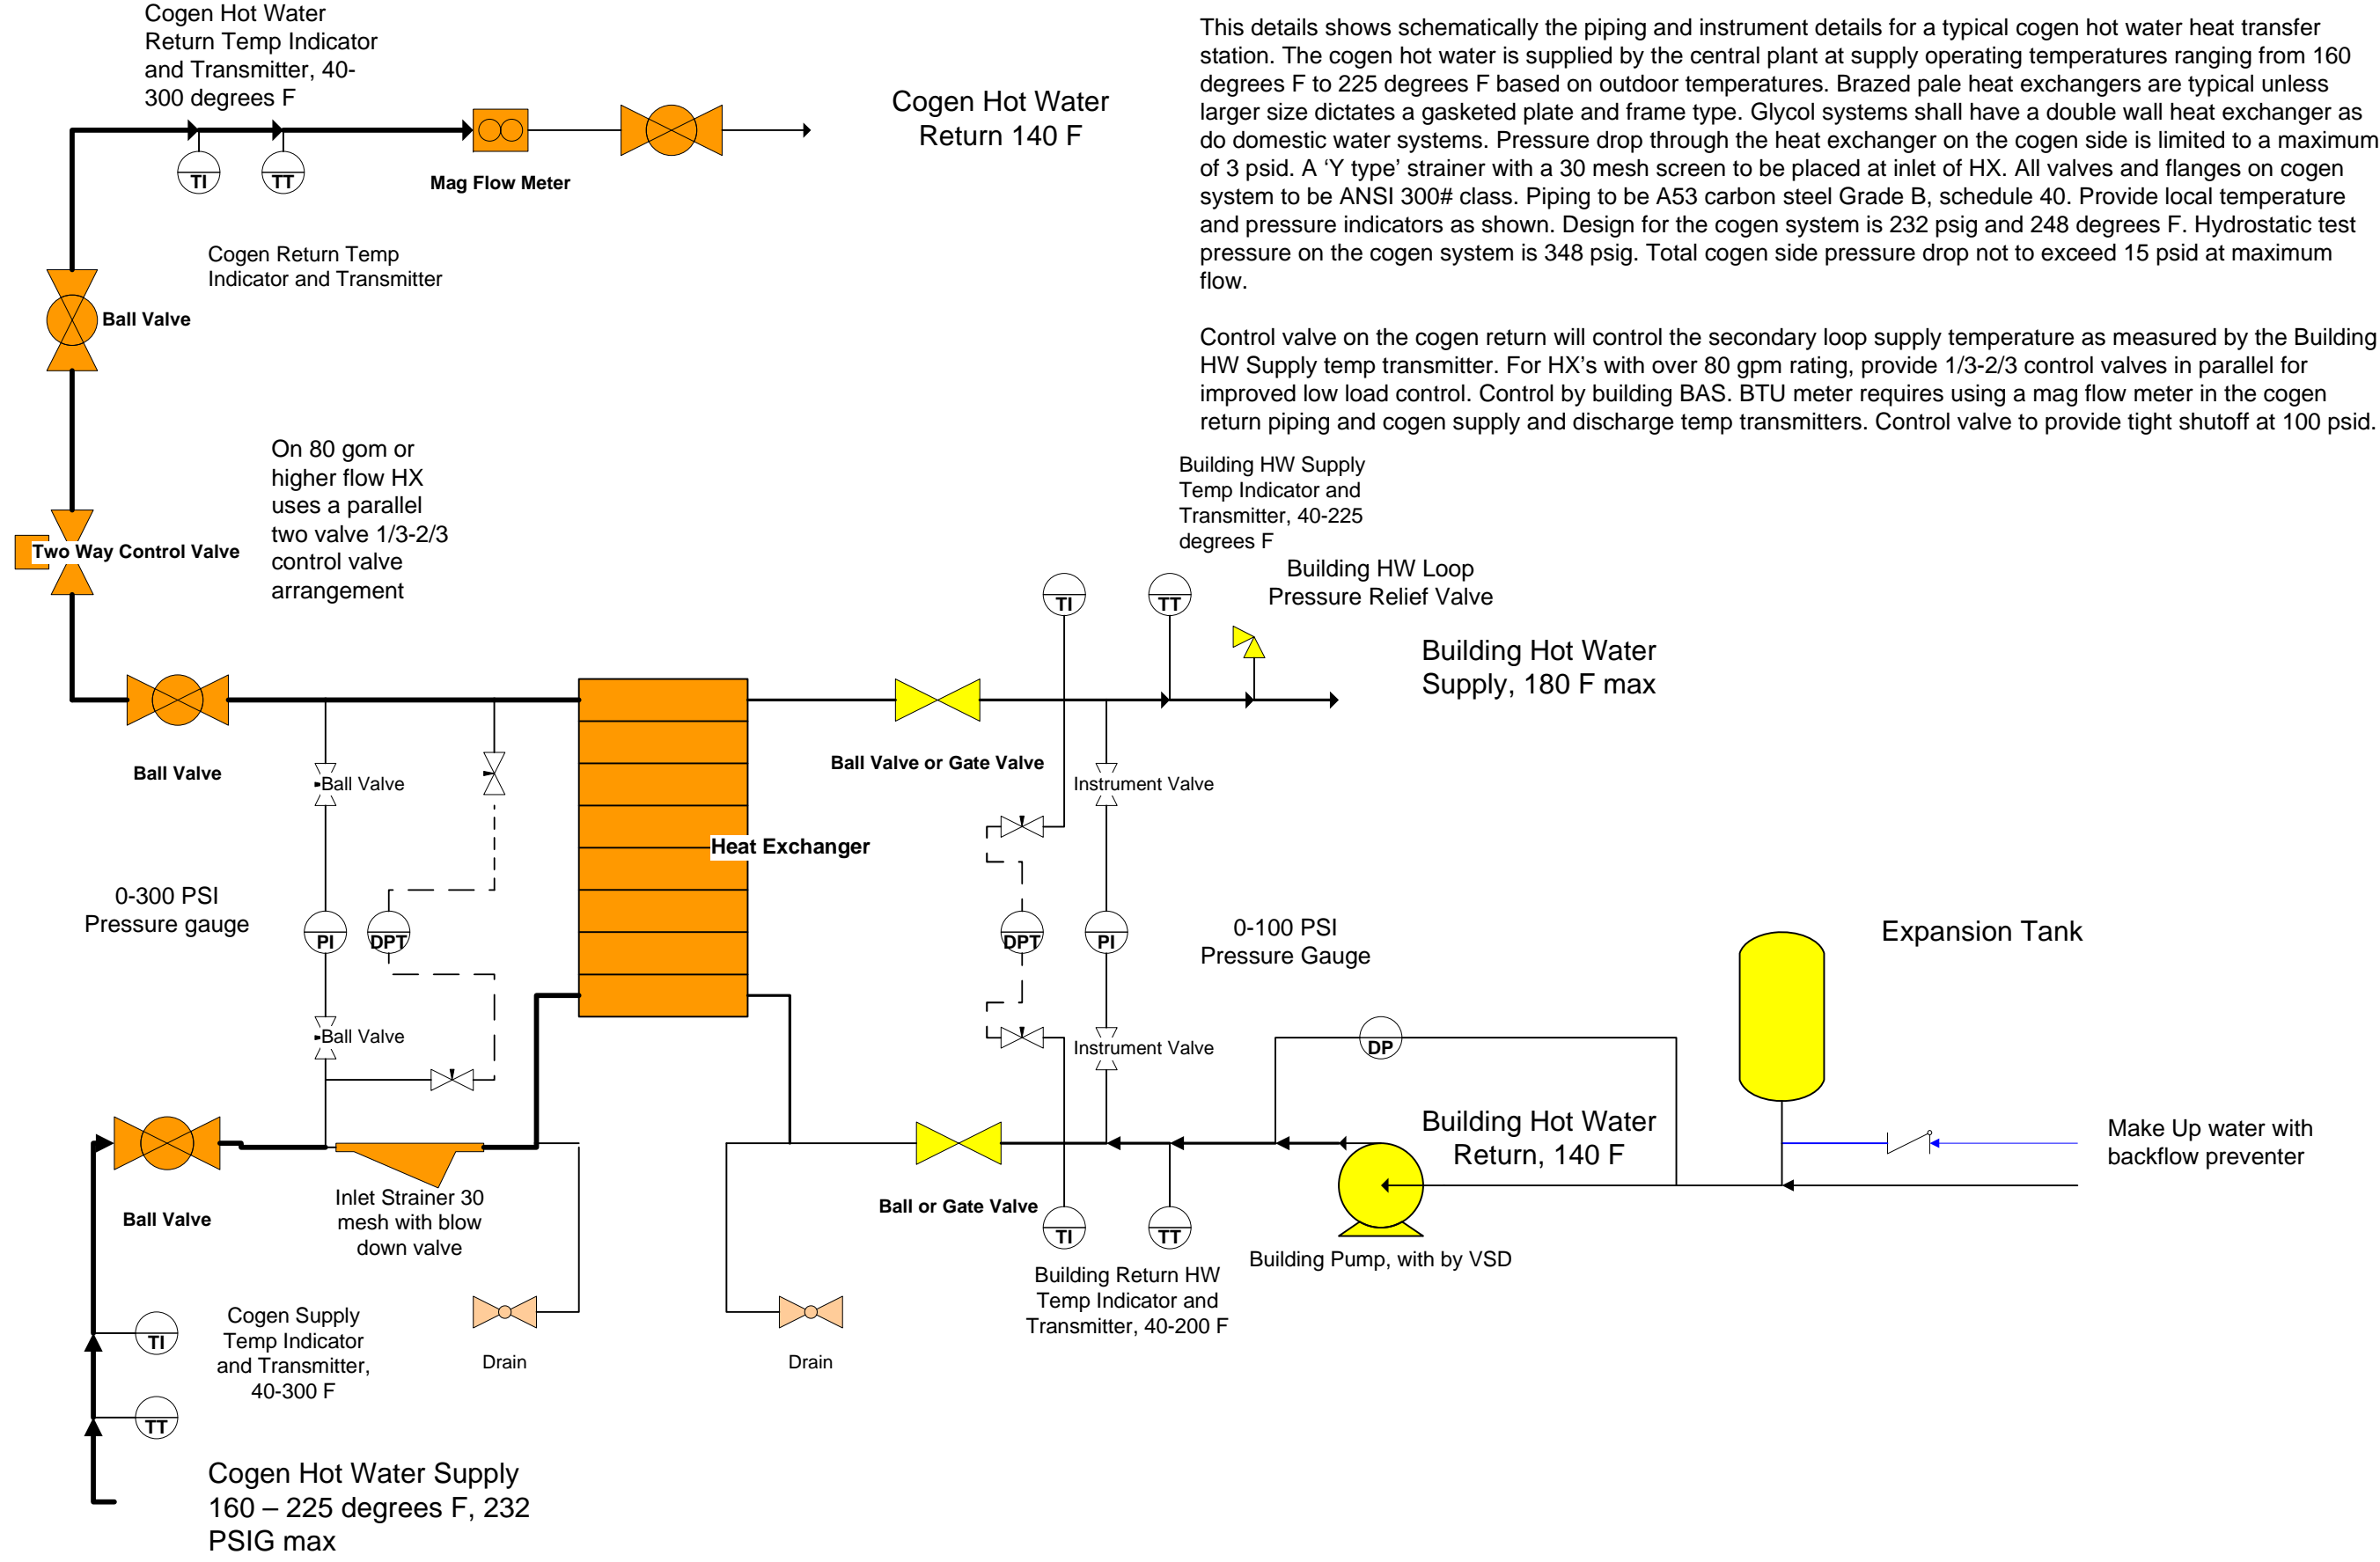 Cogen Hot Water
Return Temp Indicator
and Transmitter, 40-
300 degrees F
TI
TT
Mag Flow Meter
Cogen Hot Water
Return 140 F
This details shows schematically the piping and instrument details for a typical cogen hot water heat transfer
station. The cogen hot water is supplied by the central plant at supply operating temperatures ranging from 160
degrees F to 225 degrees F based on outdoor temperatures. Brazed pale heat exchangers are typical unless
larger size dictates a gasketed plate and frame type. Glycol systems shall have a double wall heat exchanger as
do domestic water systems. Pressure drop through the heat exchanger on the cogen side is limited to a maximum
of 3 psid. A ‘Y type’ strainer with a 30 mesh screen to be placed at inlet of HX. All valves and flanges on cogen
system to be ANSI 300# class. Piping to be A53 carbon steel Grade B, schedule 40. Provide local temperature
and pressure indicators as shown. Design for the cogen system is 232 psig and 248 degrees F. Hydrostatic test
pressure on the cogen system is 348 psig. Total cogen side pressure drop not to exceed 15 psid at maximum
flow.
Control valve on the cogen return will control the secondary loop supply temperature as measured by the Building
HW Supply temp transmitter. For HX’s with over 80 gpm rating, provide 1/3-2/3 control valves in parallel for
improved low load control. Control by building BAS. BTU meter requires using a mag flow meter in the cogen
return piping and cogen supply and discharge temp transmitters. Control valve to provide tight shutoff at 100 psid.
Cogen Return Temp
Indicator and Transmitter
Ball Valve
On 80 gom or
higher flow HX
uses a parallel
two valve 1/3-2/3
control valve
arrangement
Two Way Control Valve
Building HW Supply
Temp Indicator and
Transmitter, 40-225
degrees F
Building HW Loop
Pressure Relief Valve
TI
TT
Building Hot Water
Supply, 180 F max
Ball Valve
Ball Valve
Ball Valve or Gate Valve
Instrument Valve
Heat Exchanger
0-300 PSI
Pressure gauge
PI
DPT
DPT
PI
0-100 PSI
Pressure Gauge
Expansion Tank
Ball Valve
Instrument Valve
DP
Building Hot Water
Return, 140 F
Make Up water with
backflow preventer
Ball Valve
Inlet Strainer 30
mesh with blow
down valve
Ball or Gate Valve
TI
TT
Building Pump, with by VSD
Building Return HW
Temp Indicator and
Transmitter, 40-200 F
TI
Cogen Supply
Temp Indicator
and Transmitter,
40-300 F
Drain
Drain
TT
Cogen Hot Water Supply
160 – 225 degrees F, 232
PSIG max